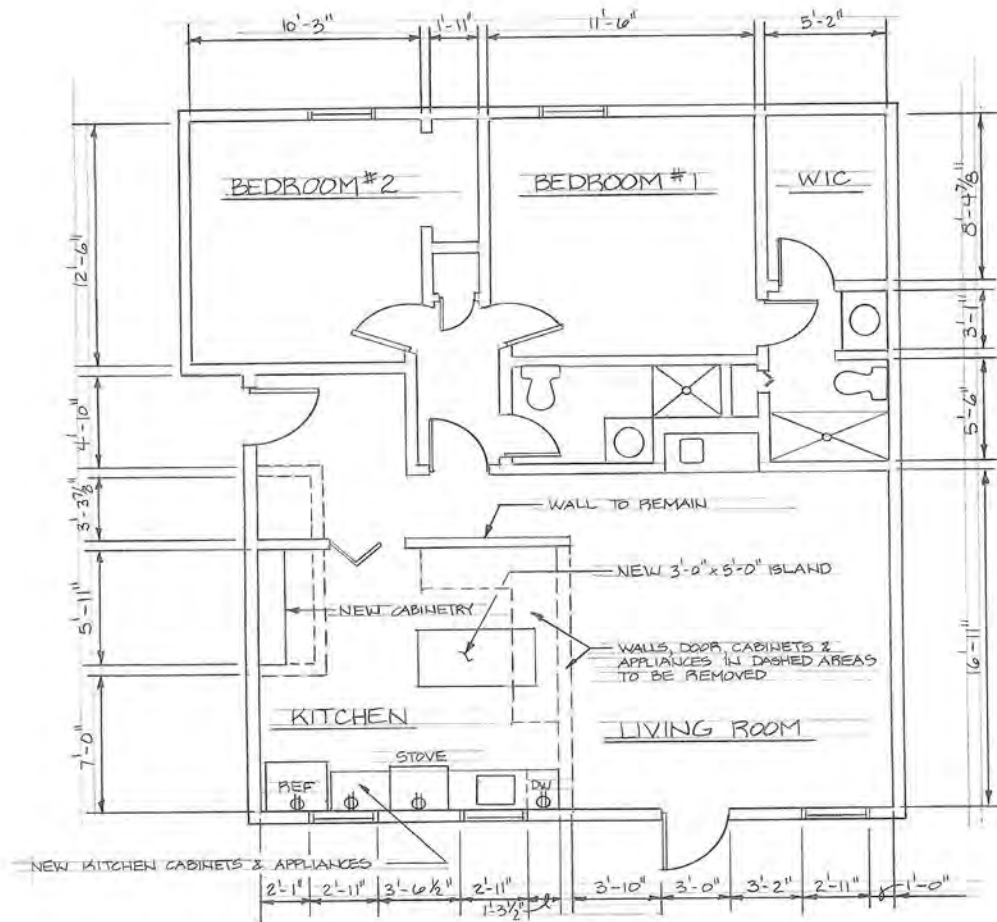 10'-3"
1'-11"
11'-6"
5'-2"
BEDROOM #2
BEDROOM #1
WIC
12'-6"
8'-4 7/8"
3'-1"
4'-10"
5'-6"
3'-3 7/8"
WALL TO REMAIN
NEW 3'-0" x 5'-0" ISLAND
5'-11"
NEW CABINETRY
WALLS, DOOR, CABINETS &
APPLIANCES IN DASHED AREAS
TO BE REMOVED
16'-11"
KITCHEN
LIVING ROOM
7'-0"
STOVE
REF
DW
NEW KITCHEN CABINETS & APPLIANCES
2'-1"
2'-11"
3'-6 1/2"
2'-11"
1'-3 1/2"
3'-10"
3'-0"
3'-2"
2'-11"
1'-0"